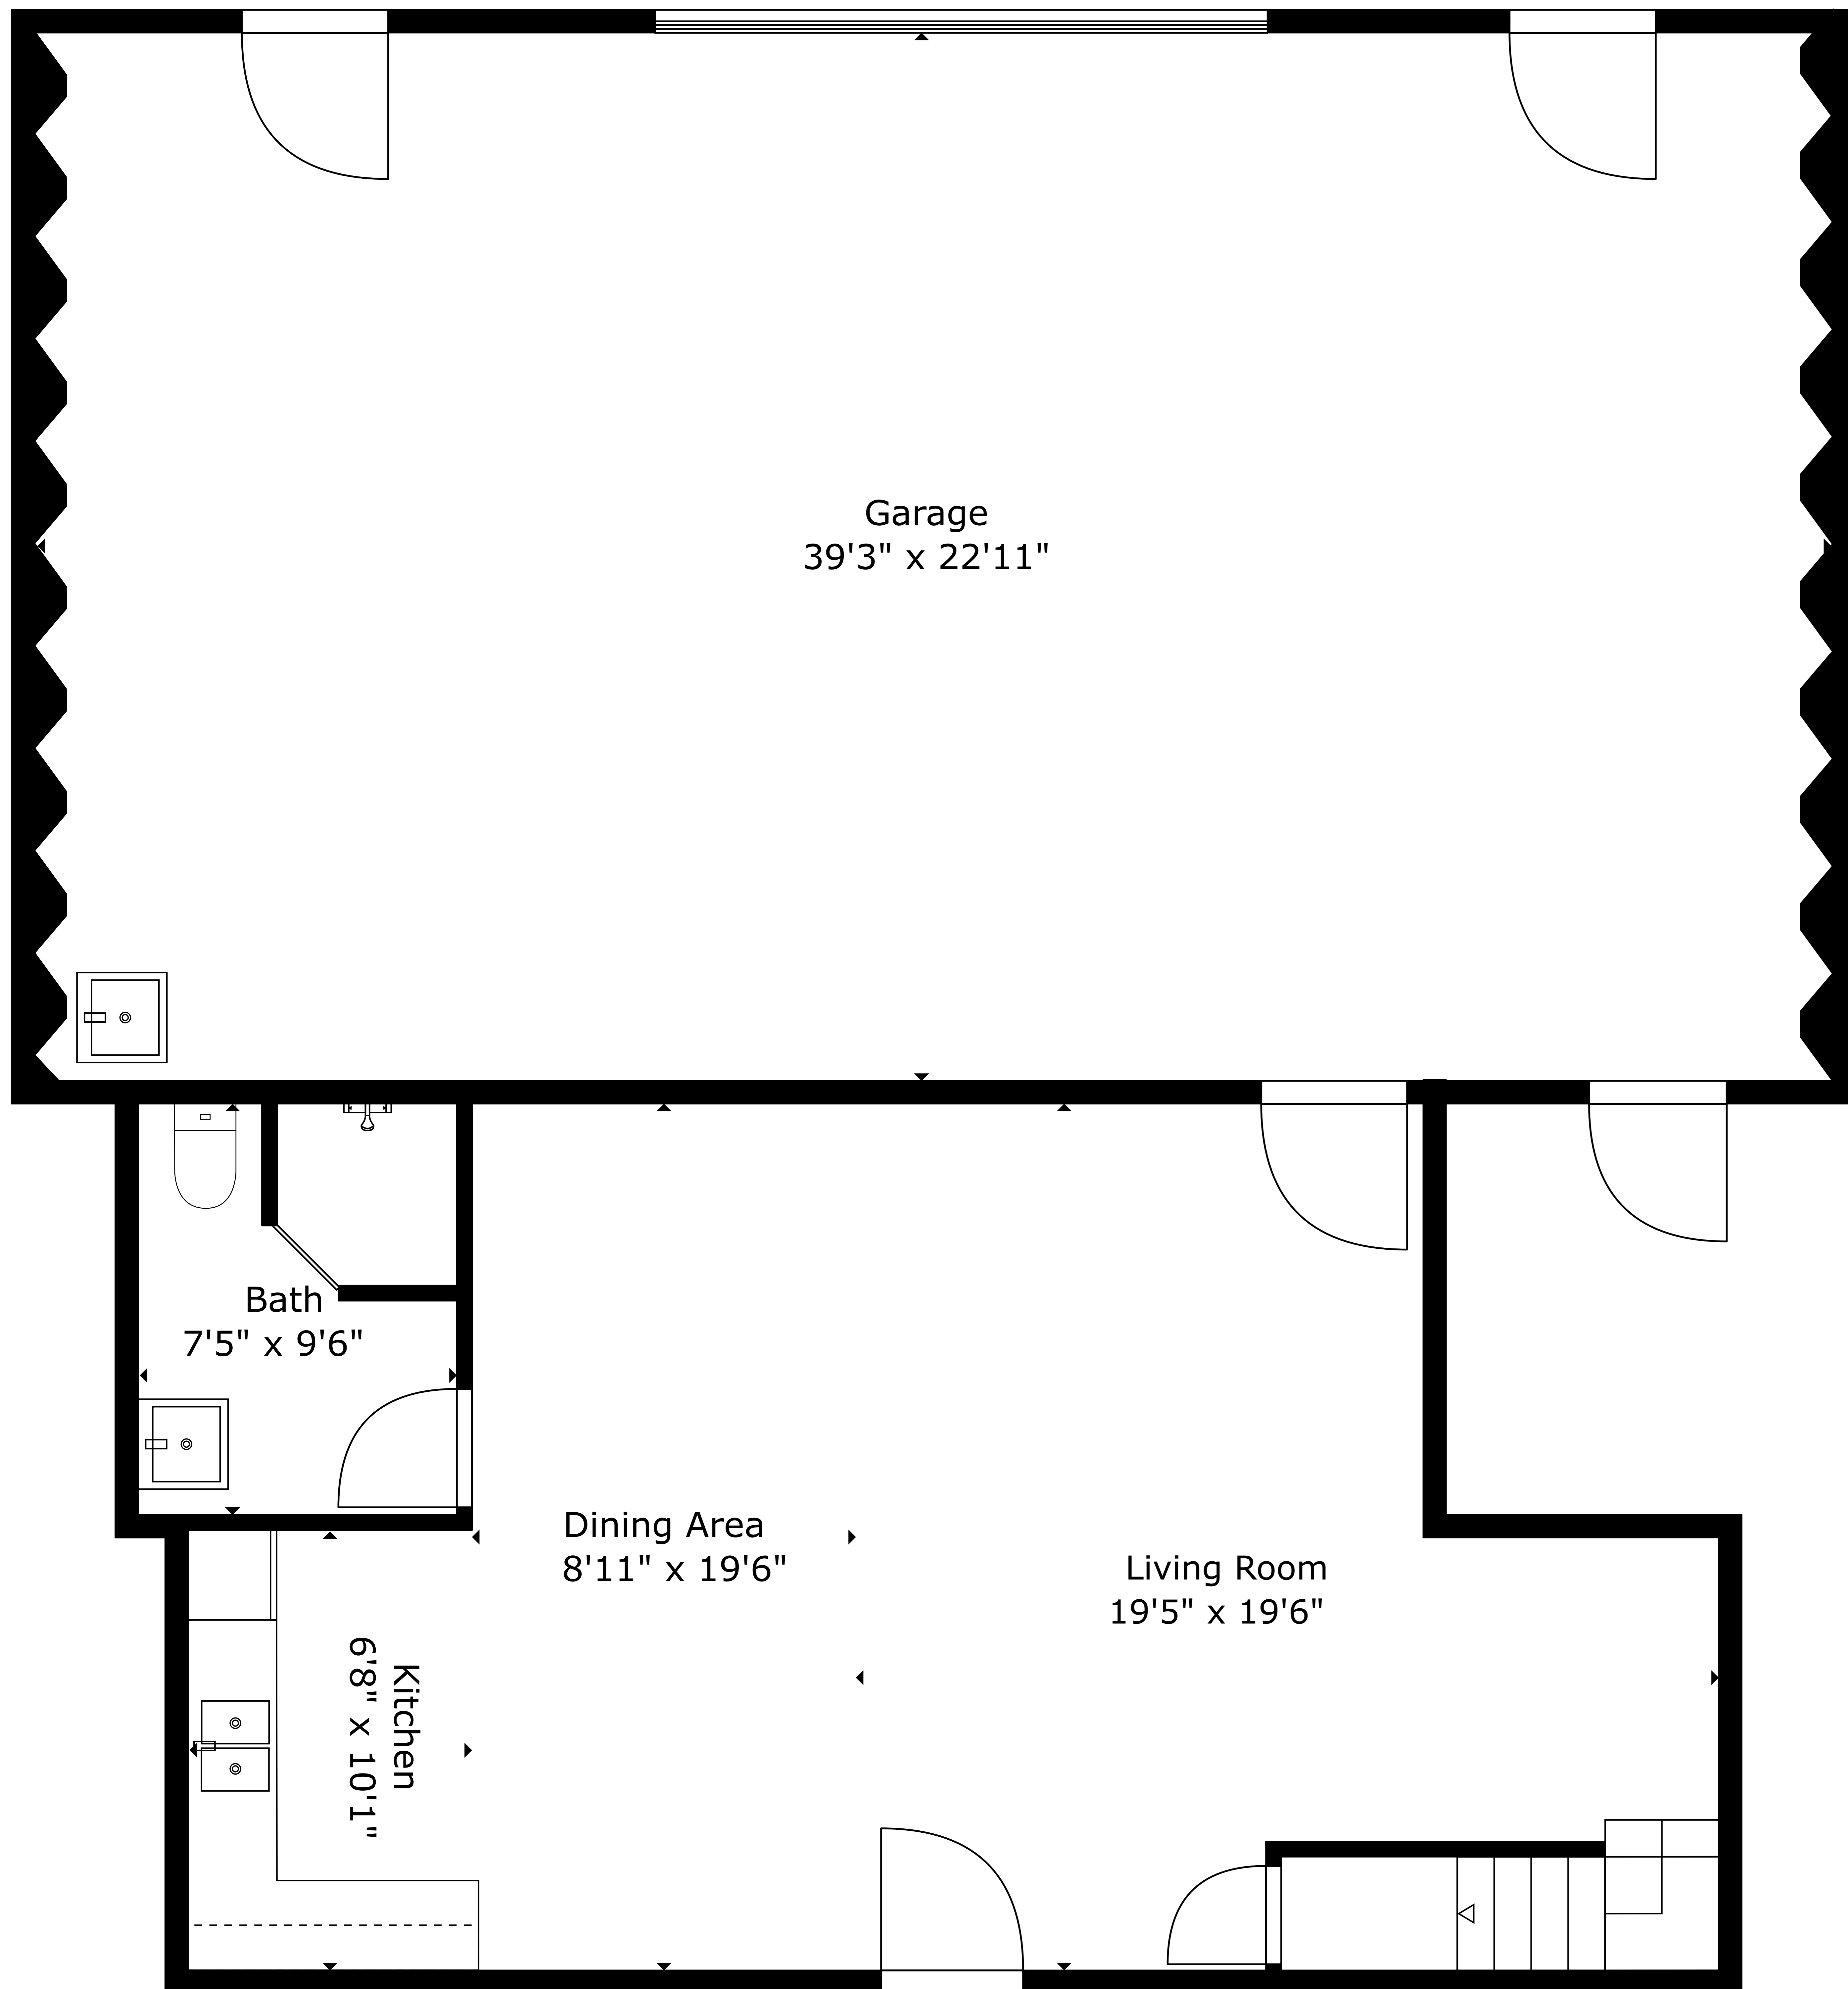 Garage
39'3" x 22'11"
Bath
7'5" x 9'6"
Dining Area
8'11" x 19'6"
Living Room
19'5" x 19'6"
Kitchen
6'8" x 10'1"